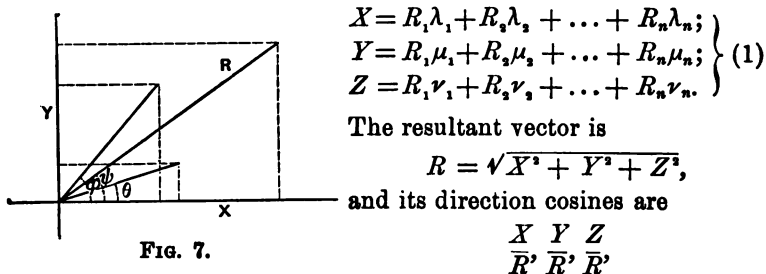 R
Y
φψ
θ
X
FIG. 7.
X = R₁λ₁ + R₂λ₂ + ... + Rₙλₙ;
Y = R₁μ₁ + R₂μ₂ + ... + Rₙμₙ; } (1)
Z = R₁ν₁ + R₂ν₂ + ... + Rₙνₙ.
The resultant vector is
R = √X² + Y² + Z²,
and its direction cosines are
X/R, Y/R, Z/R,